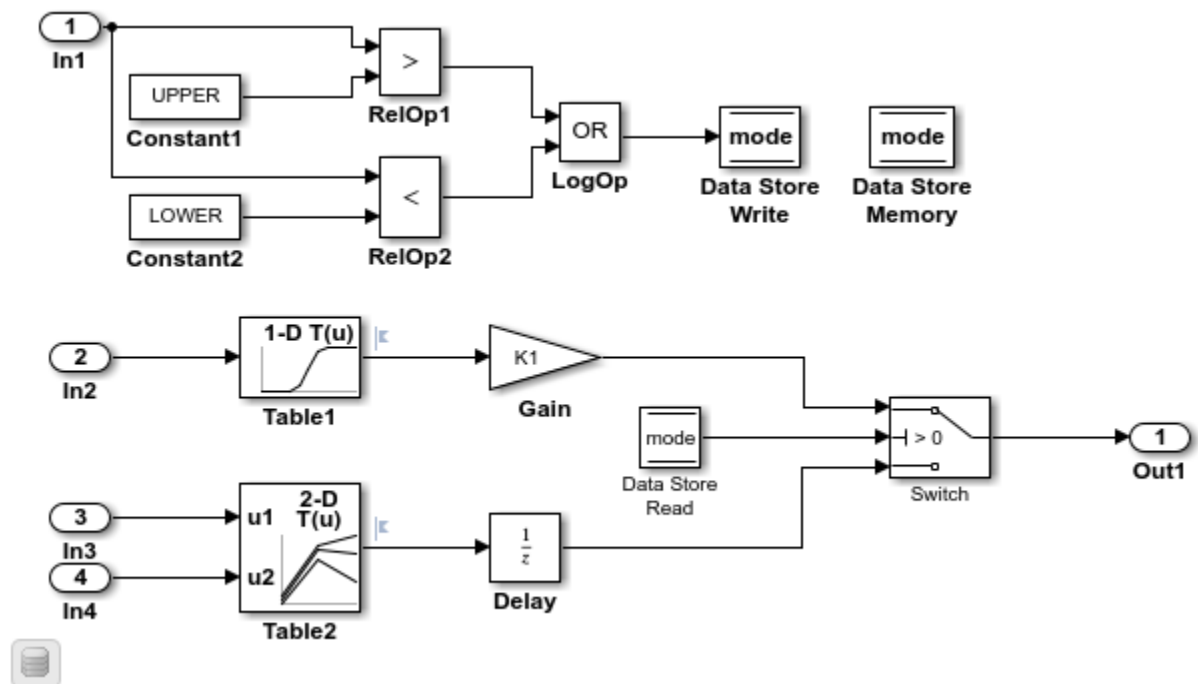 1
In1
UPPER
Constant1
>
RelOp1
LOWER
Constant2
<
RelOp2
OR
LogOp
mode
Data Store
Write
mode
Data Store
Memory
2
In2
1-D T(u)
Table1
K1
Gain
mode
Data Store
Read
> 0
Switch
1
Out1
3
In3
4
In4
u1
u2
2-D
T(u)
Table2
1
z
Delay